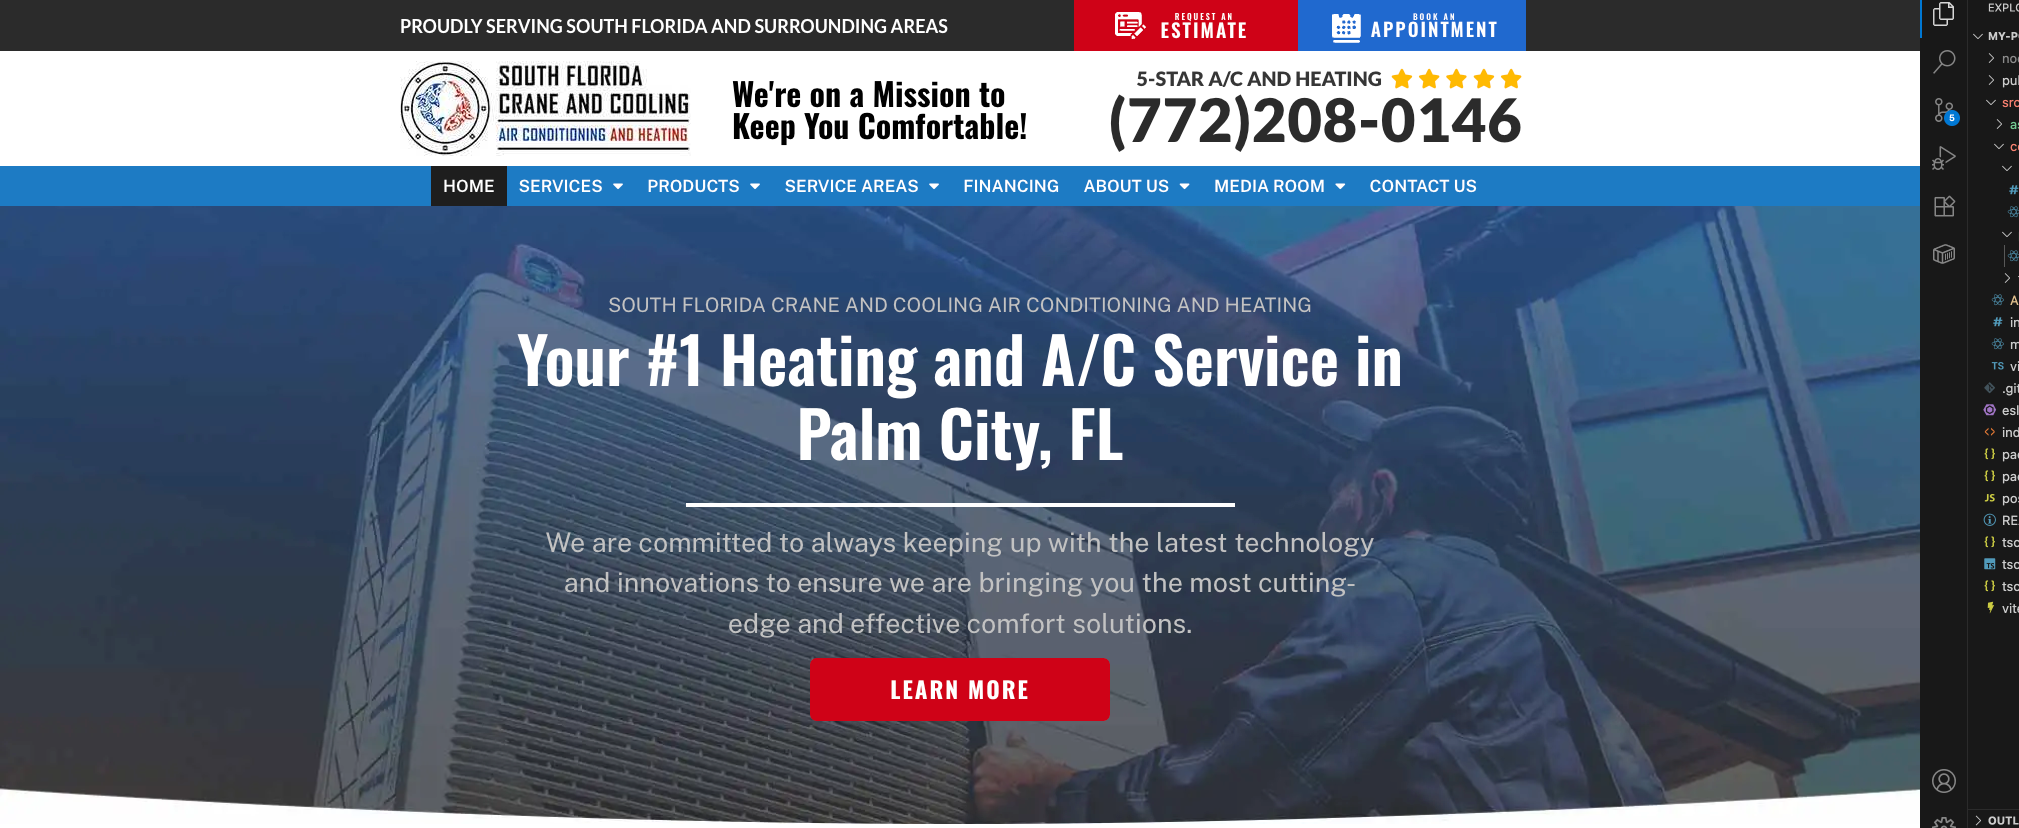 PROUDLY SERVING SOUTH FLORIDA AND SURROUNDING AREAS
REQUEST AN
ESTIMATE
BOOK AN
APPOINTMENT
SOUTH FLORIDA
CRANE AND COOLING
AIR CONDITIONING AND HEATING
We're on a Mission to
Keep You Comfortable!
5-STAR A/C AND HEATING
(772)208-0146
HOME SERVICES PRODUCTS SERVICE AREAS FINANCING ABOUT US MEDIA ROOM CONTACT US
SOUTH FLORIDA CRANE AND COOLING AIR CONDITIONING AND HEATING
Your #1 Heating and A/C Service in
Palm City, FL
We are committed to always keeping up with the latest technology
and innovations to ensure we are bringing you the most cutting-
edge and effective comfort solutions.
LEARN MORE
EXPLO
5
MY-P
no
pu
src
as
c
#
A
# in
m
TS vi
.gi
esl
<> ind
{} pa
{} pa
JS po
RE
{} tsc
TS tsc
{} tsc
vit
OUTL